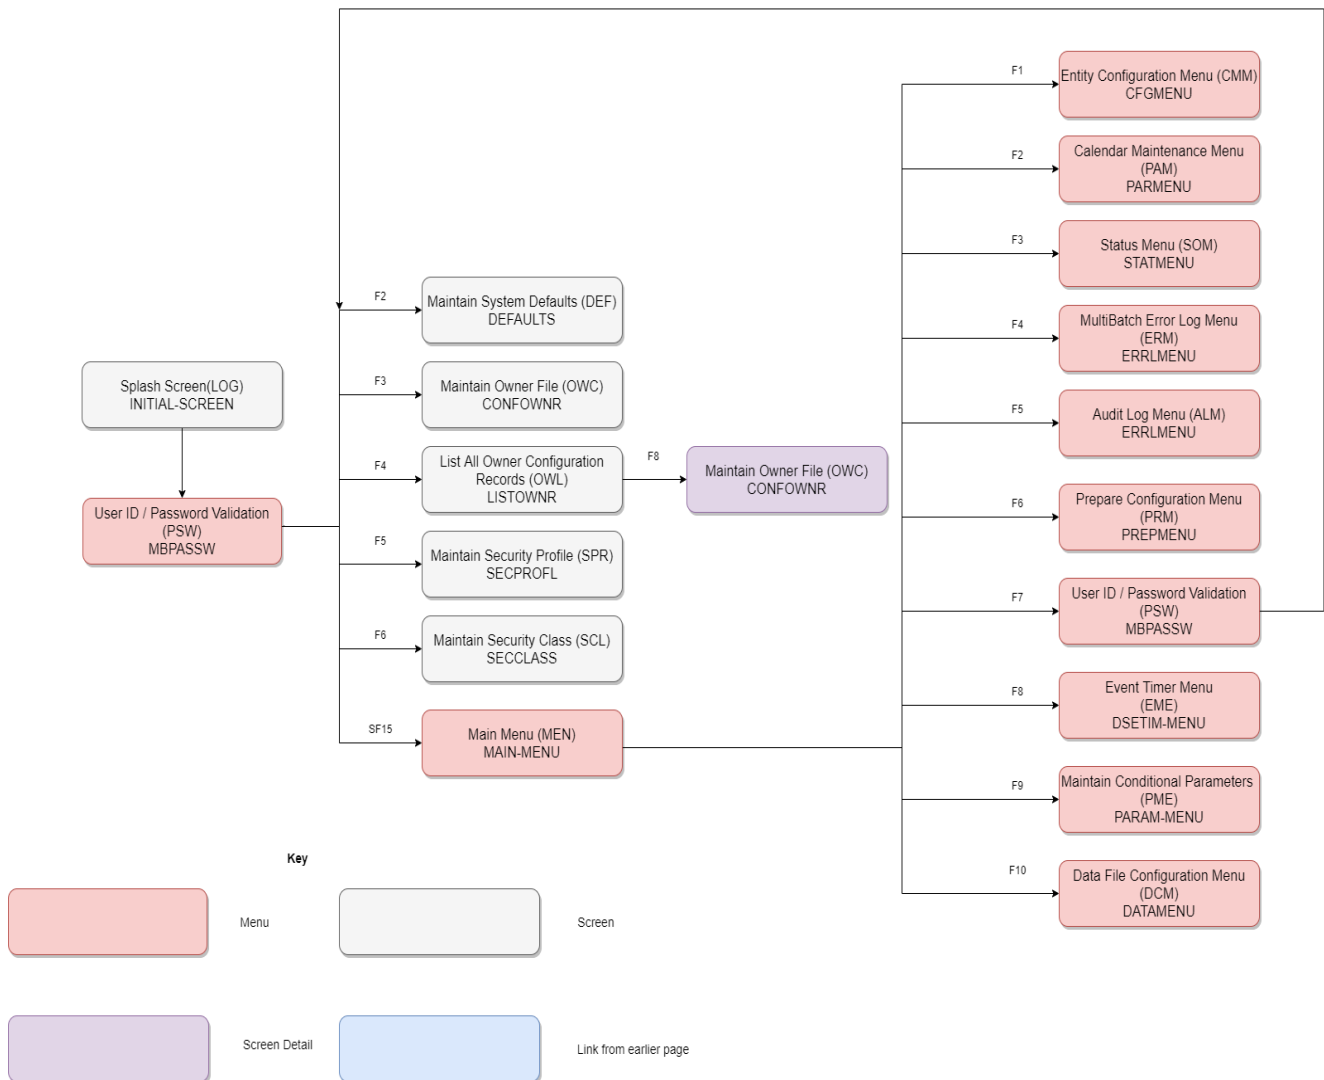 Splash Screen(LOG)
INITIAL-SCREEN
User ID / Password Validation
(PSW)
MBPASSW
F2
Maintain System Defaults (DEF)
DEFAULTS
F3
Maintain Owner File (OWC)
CONFOWNR
F4
List All Owner Configuration
Records (OWL)
LISTOWNR
F8
Maintain Owner File (OWC)
CONFOWNR
F5
Maintain Security Profile (SPR)
SECPROFL
F6
Maintain Security Class (SCL)
SECCLASS
SF15
Main Menu (MEN)
MAIN-MENU
F1
Entity Configuration Menu (CMM)
CFGMENU
F2
Calendar Maintenance Menu
(PAM)
PARMENU
F3
Status Menu (SOM)
STATMENU
F4
MultiBatch Error Log Menu
(ERM)
ERRLMENU
F5
Audit Log Menu (ALM)
ERRLMENU
F6
Prepare Configuration Menu
(PRM)
PREPMENU
F7
User ID / Password Validation
(PSW)
MBPASSW
F8
Event Timer Menu
(EME)
DSETIM-MENU
F9
Maintain Conditional Parameters
(PME)
PARAM-MENU
F10
Data File Configuration Menu
(DCM)
DATAMENU
Key
Menu
Screen
Screen Detail
Link from earlier page